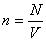 n = N/V